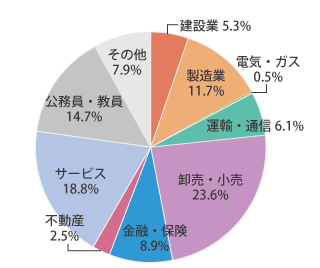 建設業 5.3%
製造業
11.7%
電気・ガス
0.5%
運輸・通信 6.1%
卸売・小売
23.6%
金融・保険
8.9%
不動産
2.5%
サービス
18.8%
公務員・教員
14.7%
その他
7.9%